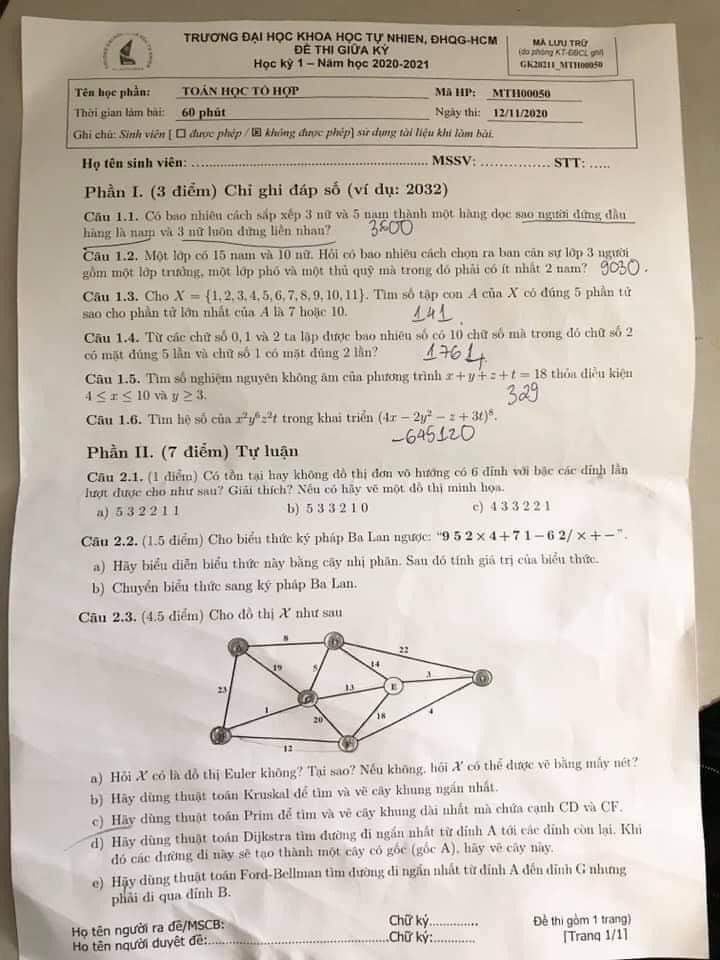 TRƯỜNG ĐẠI HỌC KHOA HỌC TỰ NHIÊN, ĐHQG-HCM
ĐỀ THI GIỮA KỲ
Học kỳ 1 – Năm học 2020-2021
MÃ LƯU TRỮ
(do phòng KT-ĐBCL ghi)
GK20211_MTH00050
Tên học phần: TOÁN HỌC TỔ HỢP Mã HP: MTH00050
Thời gian làm bài: 60 phút Ngày thi: 12/11/2020
Ghi chú: Sinh viên [ ☐ được phép / ☒ không được phép] sử dụng tài liệu khi làm bài.
Họ tên sinh viên: ................................................ MSSV: .............. STT: .....
Phần I. (3 điểm) Chỉ ghi đáp số (ví dụ: 2032)
Câu 1.1. Có bao nhiêu cách sắp xếp 3 nữ và 5 nam thành một hàng dọc sao người đứng đầu
hàng là nam và 3 nữ luôn đứng liền nhau? 3600
Câu 1.2. Một lớp có 15 nam và 10 nữ. Hỏi có bao nhiêu cách chọn ra ban cán sự lớp 3 người
gồm một lớp trưởng, một lớp phó và một thủ quỹ mà trong đó phải có ít nhất 2 nam? 9030.
Câu 1.3. Cho X = {1, 2, 3, 4, 5, 6, 7, 8, 9, 10, 11}. Tìm số tập con A của X có đúng 5 phần tử
sao cho phần tử lớn nhất của A là 7 hoặc 10. 141
Câu 1.4. Từ các chữ số 0, 1 và 2 ta lập được bao nhiêu số có 10 chữ số mà trong đó chữ số 2
có mặt đúng 5 lần và chữ số 1 có mặt đúng 2 lần? 1764
Câu 1.5. Tìm số nghiệm nguyên không âm của phương trình x + y + z + t = 18 thỏa điều kiện
4 ≤ x ≤ 10 và y ≥ 3. 329
Câu 1.6. Tìm hệ số của x²y⁶z²t trong khai triển (4x − 2y² − z + 3t)⁸.
-645120
Phần II. (7 điểm) Tự luận
Câu 2.1. (1 điểm) Có tồn tại hay không đồ thị đơn vô hướng có 6 đỉnh với bậc các đỉnh lần
lượt được cho như sau? Giải thích? Nếu có hãy vẽ một đồ thị minh họa.
a) 5 3 2 2 1 1 b) 5 3 3 2 1 0 c) 4 3 3 2 2 1
Câu 2.2. (1.5 điểm) Cho biểu thức ký pháp Ba Lan ngược: “9 5 2 × 4 + 7 1 − 6 2 / × + −”.
a) Hãy biểu diễn biểu thức này bằng cây nhị phân. Sau đó tính giá trị của biểu thức.
b) Chuyển biểu thức sang ký pháp Ba Lan.
Câu 2.3. (4.5 điểm) Cho đồ thị X như sau
8
22
19
5
14
3
E
13
23
1
4
20
18
12
a) Hỏi X có là đồ thị Euler không? Tại sao? Nếu không, hỏi X có thể được vẽ bằng mấy nét?
b) Hãy dùng thuật toán Kruskal để tìm và vẽ cây khung ngắn nhất.
c) Hãy dùng thuật toán Prim để tìm và vẽ cây khung dài nhất mà chứa cạnh CD và CF.
d) Hãy dùng thuật toán Dijkstra tìm đường đi ngắn nhất từ đỉnh A tới các đỉnh còn lại. Khi
đó các đường đi này sẽ tạo thành một cây có gốc (gốc A), hãy vẽ cây này.
e) Hãy dùng thuật toán Ford-Bellman tìm đường đi ngắn nhất từ đỉnh A đến đỉnh G nhưng
phải đi qua đỉnh B.
Họ tên người ra đề/MSCB: Chữ ký.............. Đề thi gồm 1 trang)
Họ tên người duyệt đề:.................................... Chữ ký:............ [Trang 1/1]